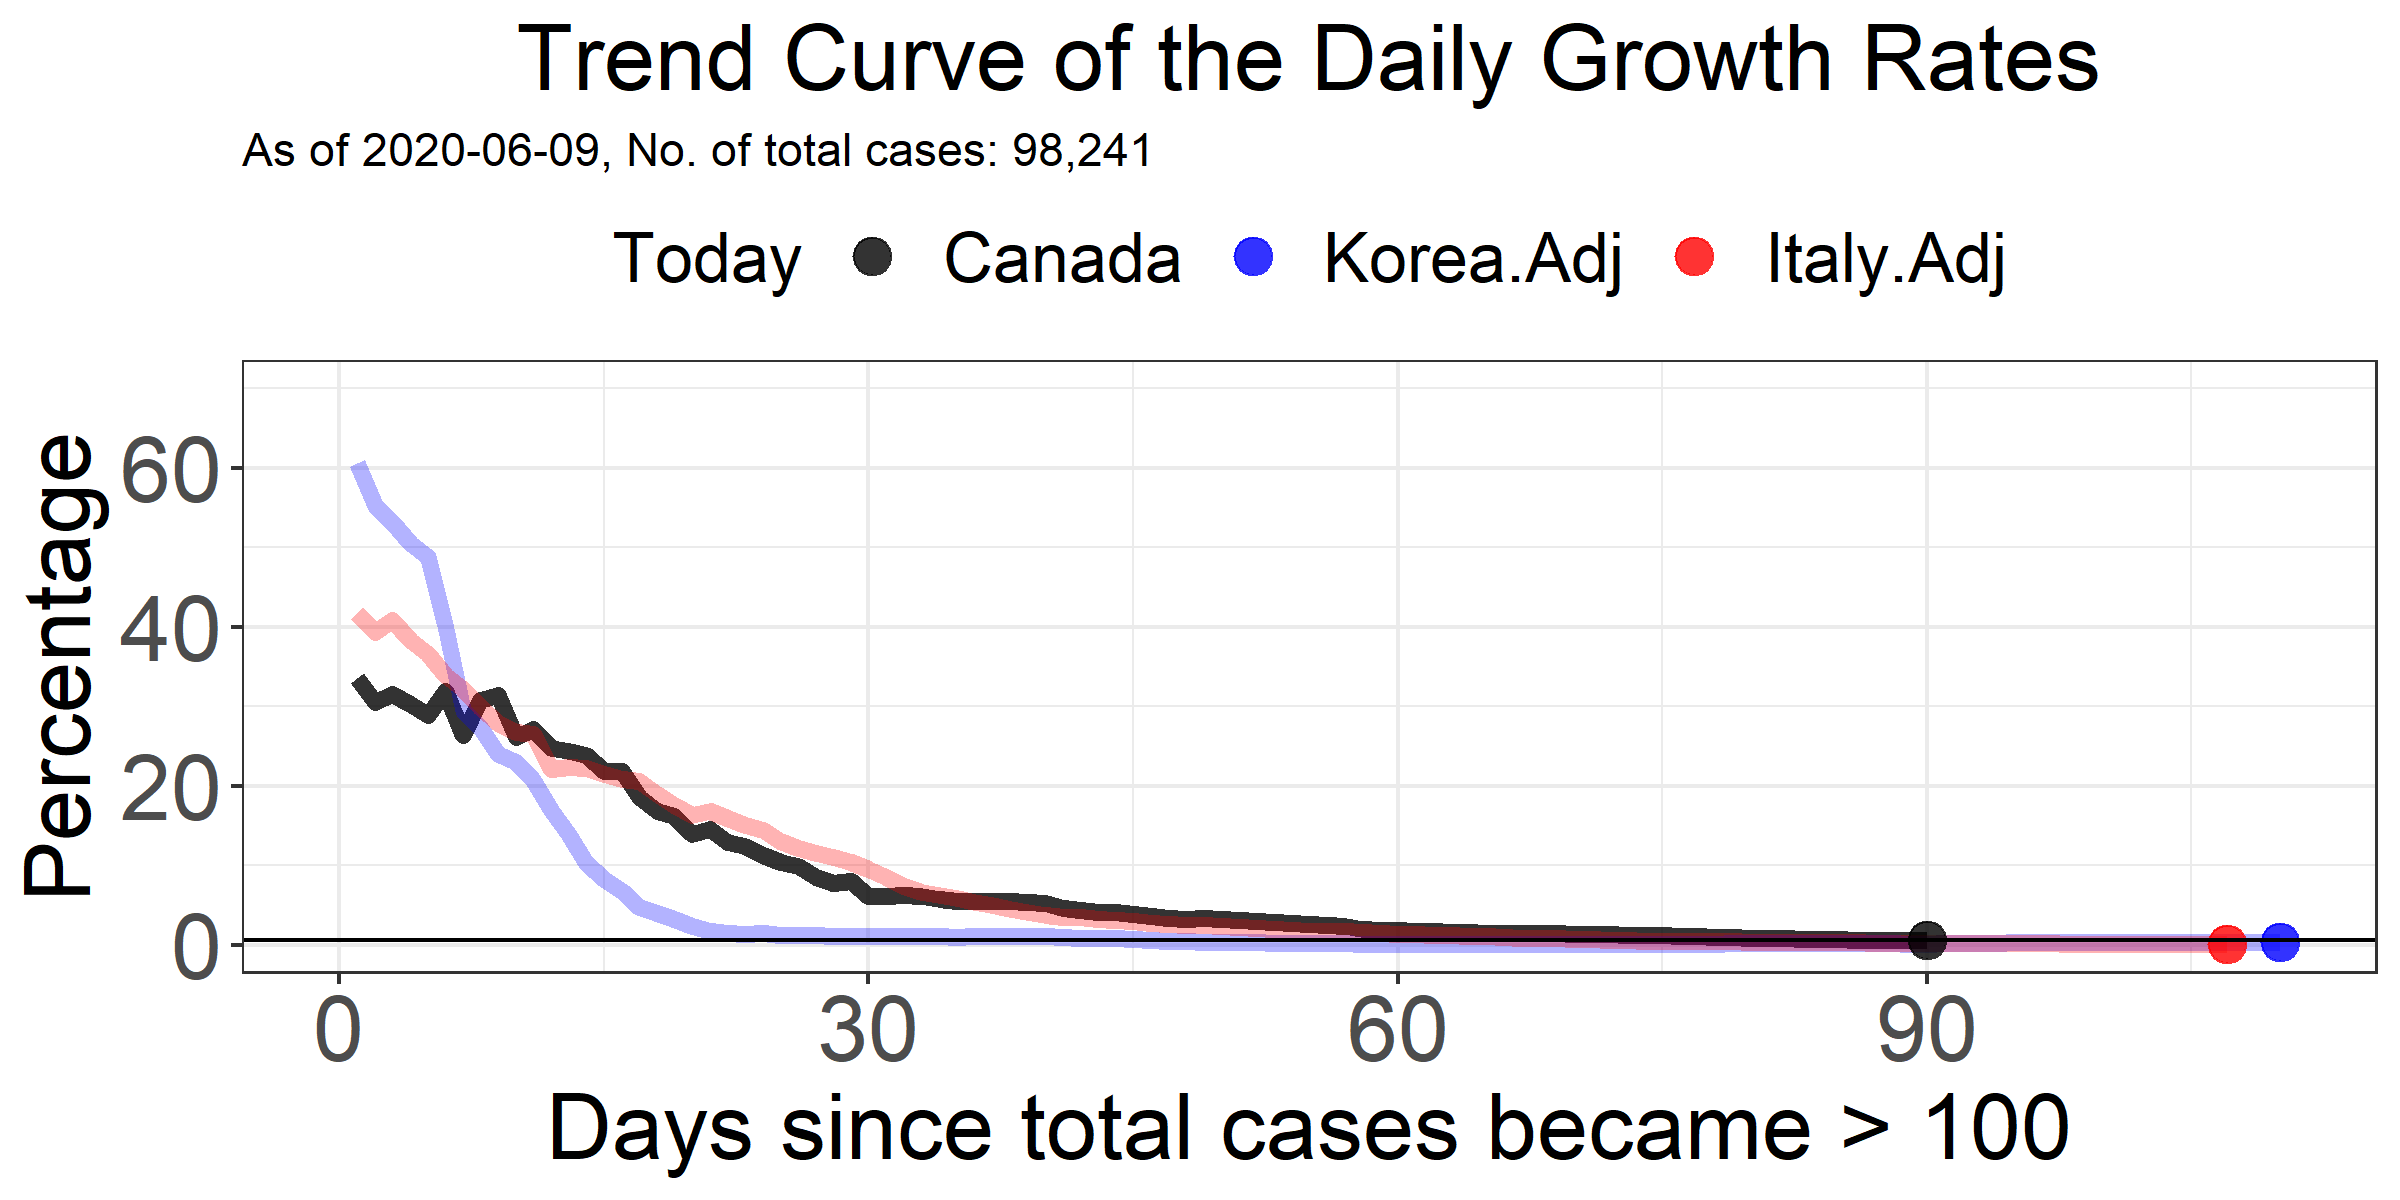 Trend Curve of the Daily Growth Rates
As of 2020-06-09, No. of total cases: 98,241
Today Canada Korea.Adj Italy.Adj
Percentage
60
40
20
0
0 30 60 90
Days since total cases became > 100